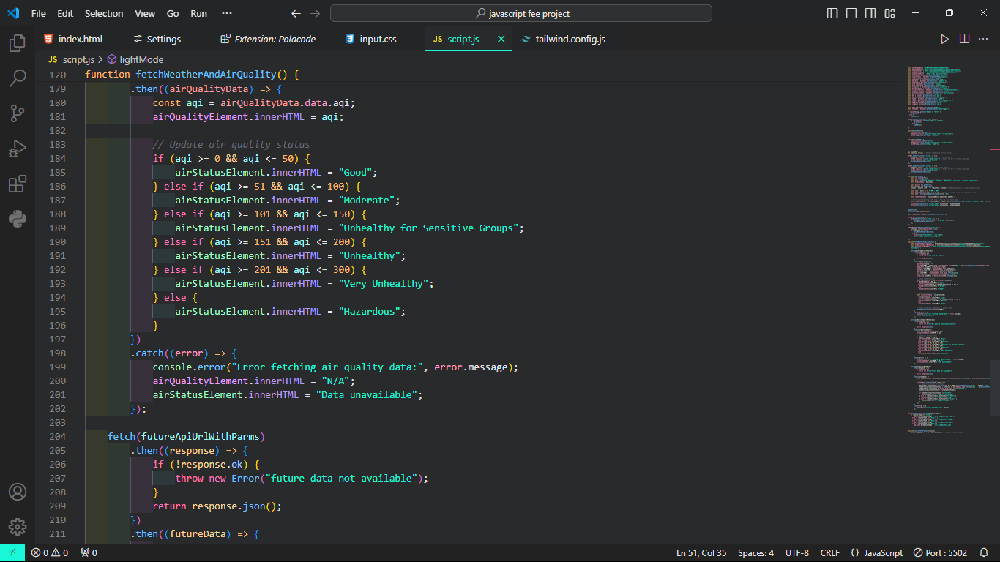 File Edit Selection View Go Run ··· javascript fee project
index.html Settings Extension: Polacode input.css JS script.js tailwind.config.js
JS script.js > lightMode
120 function fetchWeatherAndAirQuality() {
179 .then((airQualityData) => {
180 const aqi = airQualityData.data.aqi;
181 airQualityElement.innerHTML = aqi;
182
183 // Update air quality status
184 if (aqi >= 0 && aqi <= 50) {
185 airStatusElement.innerHTML = "Good";
186 } else if (aqi >= 51 && aqi <= 100) {
187 airStatusElement.innerHTML = "Moderate";
188 } else if (aqi >= 101 && aqi <= 150) {
189 airStatusElement.innerHTML = "Unhealthy for Sensitive Groups";
190 } else if (aqi >= 151 && aqi <= 200) {
191 airStatusElement.innerHTML = "Unhealthy";
192 } else if (aqi >= 201 && aqi <= 300) {
193 airStatusElement.innerHTML = "Very Unhealthy";
194 } else {
195 airStatusElement.innerHTML = "Hazardous";
196 }
197 })
198 .catch((error) => {
199 console.error("Error fetching air quality data:", error.message);
200 airQualityElement.innerHTML = "N/A";
201 airStatusElement.innerHTML = "Data unavailable";
202 });
203
204 fetch(futureApiUrlWithParms)
205 .then((response) => {
206 if (!response.ok) {
207 throw new Error("future data not available");
208 }
209 return response.json();
210 })
211 .then((futureData) => {
0 0 0 Ln 51, Col 35 Spaces: 4 UTF-8 CRLF {} JavaScript Port : 5502